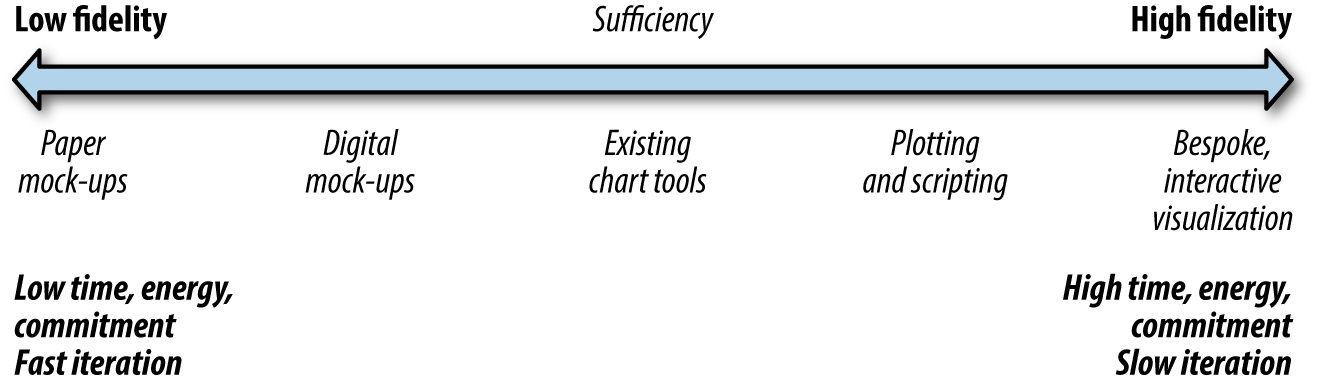 Low fidelity
Sufficiency
High fidelity
Paper
mock-ups
Digital
mock-ups
Existing
chart tools
Plotting
and scripting
Bespoke,
interactive
visualization
Low time, energy,
commitment
Fast iteration
High time, energy,
commitment
Slow iteration